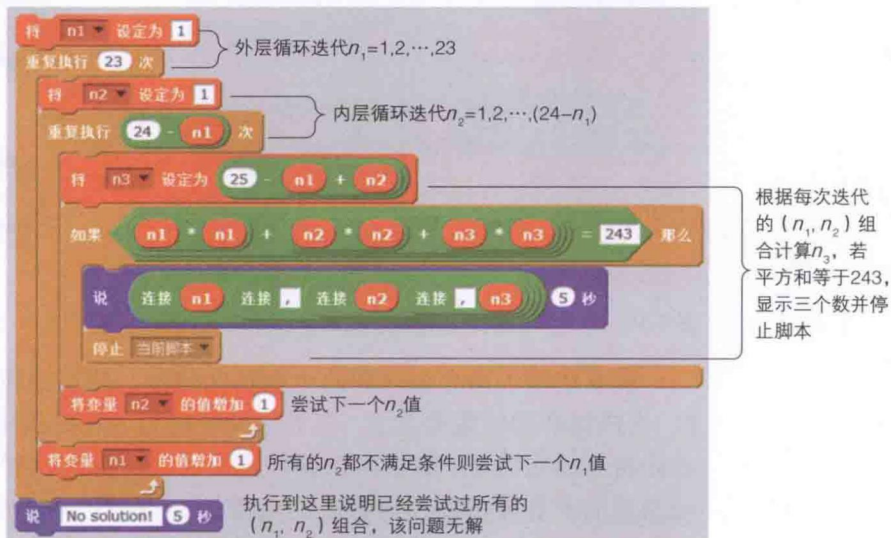 将 n1 设定为 1
外层循环迭代n₁=1,2,…,23
重复执行 23 次
将 n2 设定为 1
内层循环迭代n₂=1,2,…,(24–n₁)
重复执行 24 - n1 次
将 n3 设定为 25 - n1 + n2
如果 n1 * n1 + n2 * n2 + n3 * n3 = 243 那么
说 连接 n1 连接 , 连接 n2 连接 , n3 5 秒
停止 当前脚本
根据每次迭代
的（n₁, n₂）组
合计算n₃，若
平方和等于243，
显示三个数并停
止脚本
将变量 n2 的值增加 1 尝试下一个n₂值
将变量 n1 的值增加 1 所有的n₂都不满足条件则尝试下一个n₁值
说 No solution! 5 秒
执行到这里说明已经尝试过所有的
（n₁, n₂）组合，该问题无解